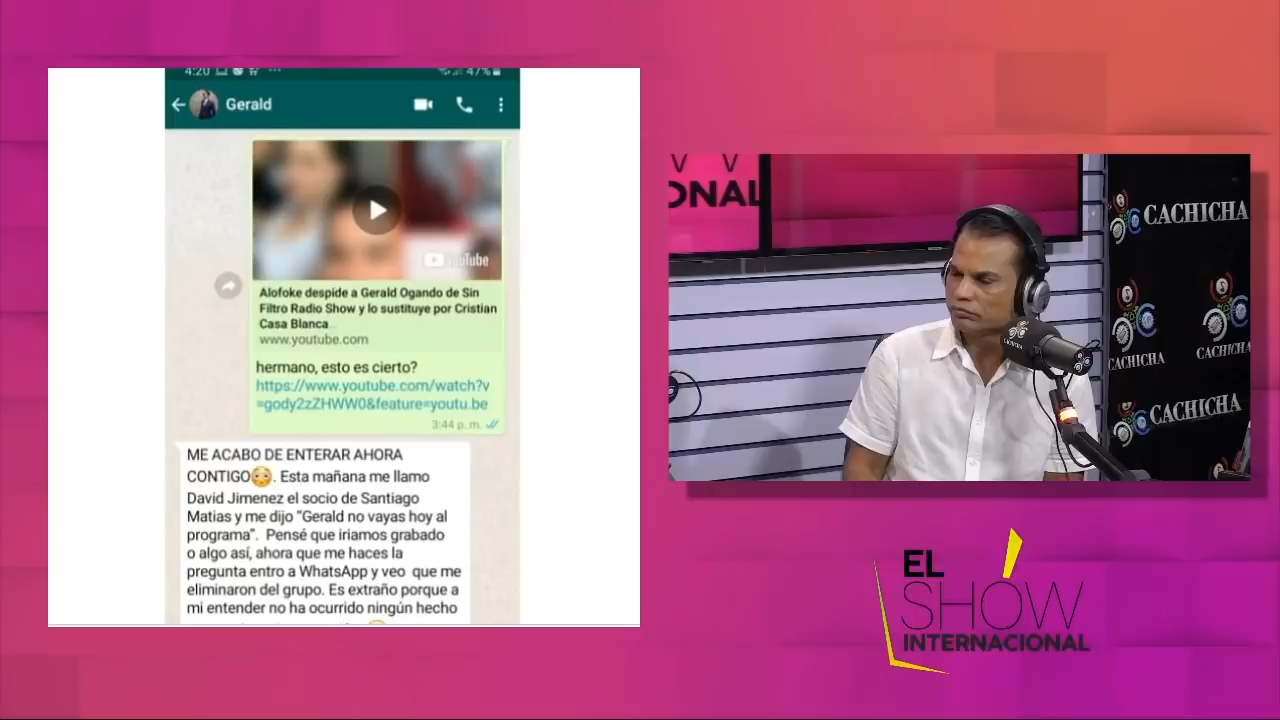 4:20
47%
Gerald
YouTube
Alofoke despide a Gerald Ogando de Sin
Filtro Radio Show y lo sustituye por Cristian
Casa Blanca...
www.youtube.com
hermano, esto es cierto?
https://www.youtube.com/watch?v
=gody2zZHWW0&feature=youtu.be
3:44 p. m.
ME ACABO DE ENTERAR AHORA
CONTIGO😳. Esta mañana me llamo
David Jimenez el socio de Santiago
Matias y me dijo “Gerald no vayas hoy al
programa”. Pensé que iriamos grabado
o algo así, ahora que me haces la
pregunta entro a WhatsApp y veo que me
eliminaron del grupo. Es extraño porque a
mi entender no ha ocurrido ningún hecho
V V
IONAL
CACHICHA
CACHICHA
CACHICHA
CACHICHA
CACHICHA
EL
SHOW
INTERNACIONAL